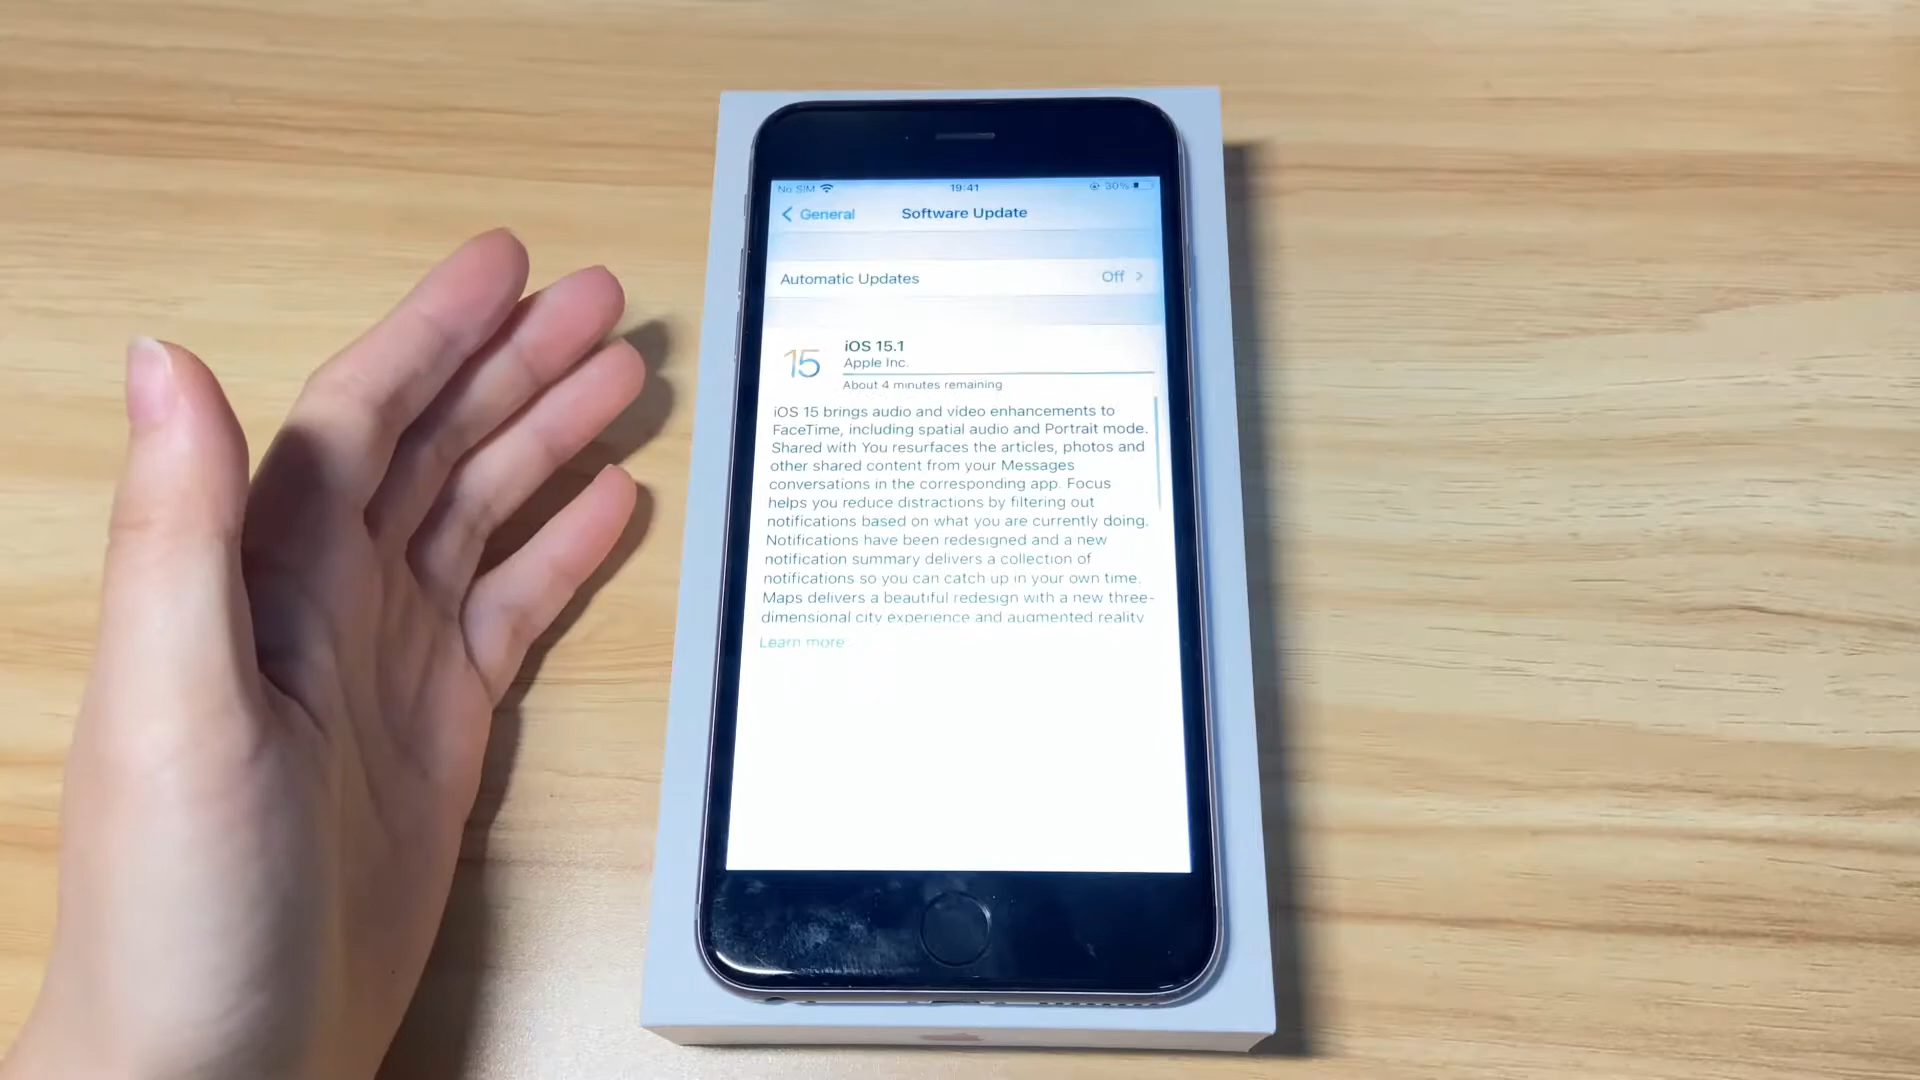 No SIM 19:41 30%
General Software Update
Automatic Updates Off
15
iOS 15.1
Apple Inc.
About 4 minutes remaining
iOS 15 brings audio and video enhancements to
FaceTime, including spatial audio and Portrait mode.
Shared with You resurfaces the articles, photos and
other shared content from your Messages
conversations in the corresponding app. Focus
helps you reduce distractions by filtering out
notifications based on what you are currently doing.
Notifications have been redesigned and a new
notification summary delivers a collection of
notifications so you can catch up in your own time.
Maps delivers a beautiful redesign with a new three-
dimensional city experience and augmented reality
Learn more